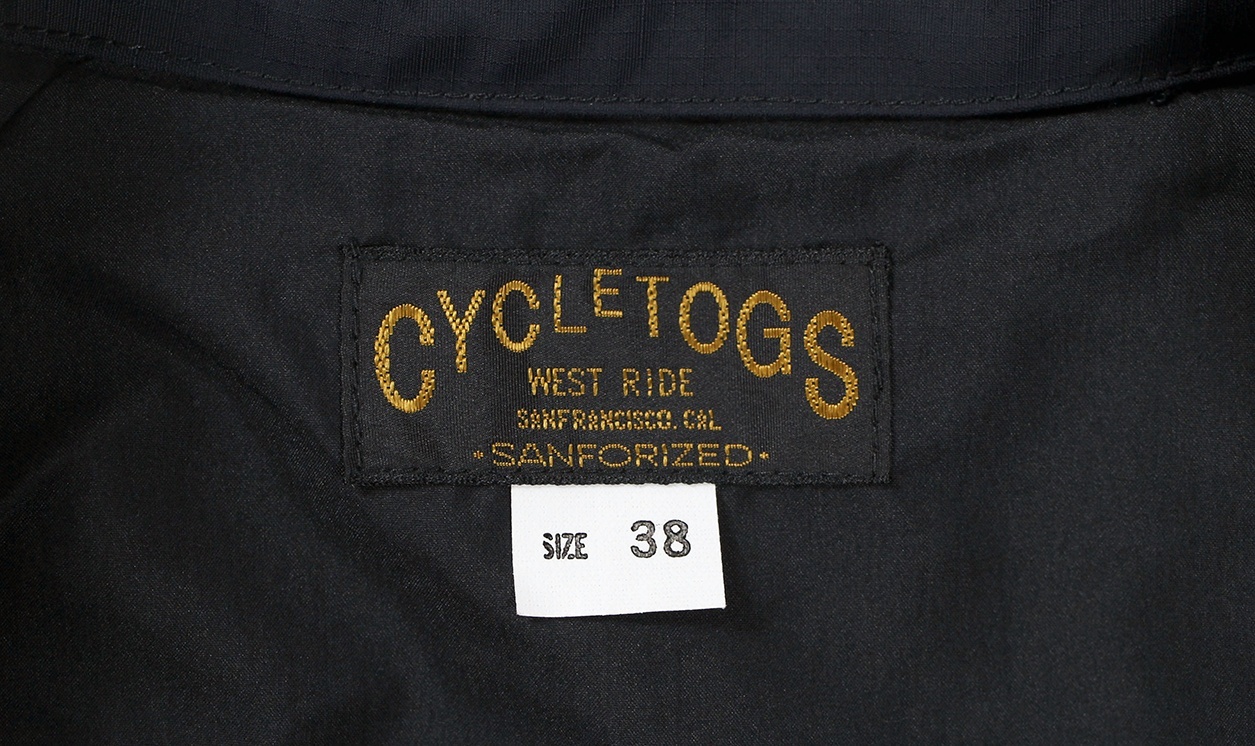 CYCLETOGS
WEST RIDE
SANFRANCISCO. CAL
·SANFORIZED·
SIZE 38